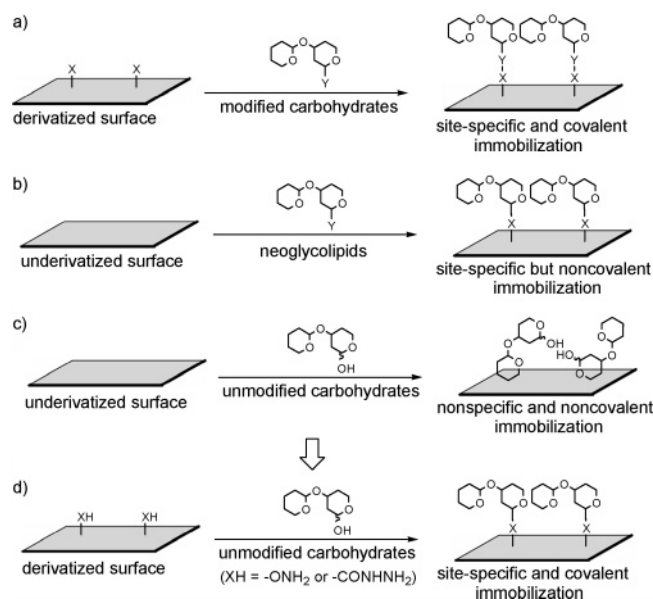 a)
X X
O O O
Y
modified carbohydrates
derivatized surface
O O O O O O
Y Y
X X
site-specific and covalent
immobilization
b)
O O O
Y
neoglycolipids
underivatized surface
O O O O O O
X X
site-specific but noncovalent
immobilization
c)
O O O
OH
unmodified carbohydrates
underivatized surface
O OH O O
HO O O O
nonspecific and noncovalent
immobilization
d)
XH XH
O O O
OH
unmodified carbohydrates
(XH = -ONH₂ or -CONHNH₂)
derivatized surface
O O O O O O
X X
site-specific and covalent
immobilization